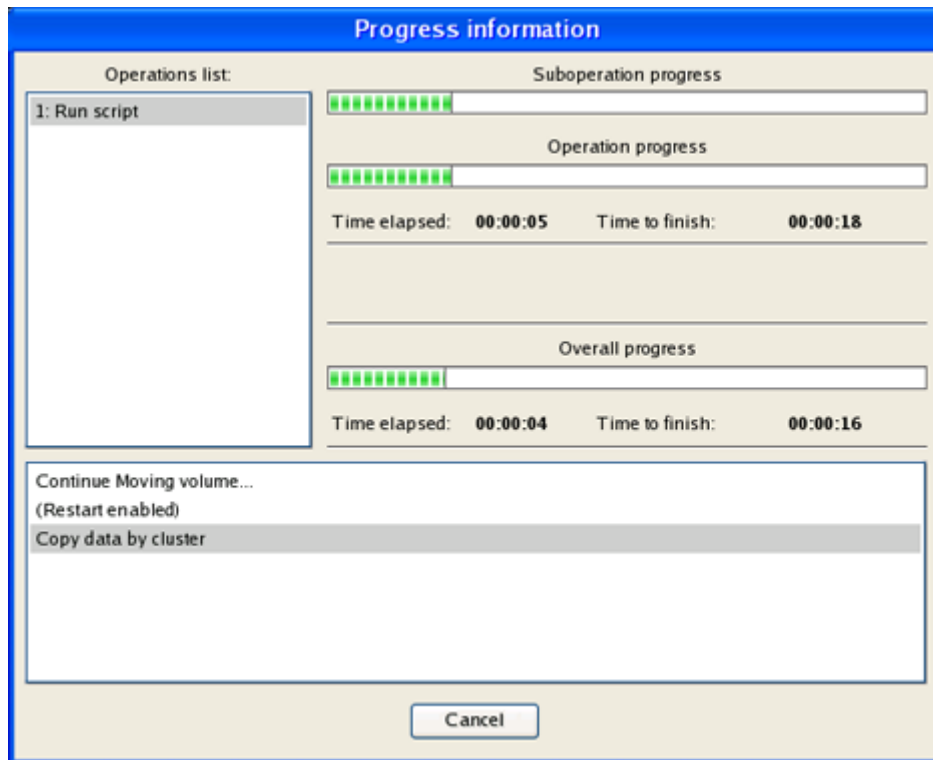 Progress information
Operations list:
1: Run script
Suboperation progress
Operation progress
Time elapsed: 00:00:05 Time to finish: 00:00:18
Overall progress
Time elapsed: 00:00:04 Time to finish: 00:00:16
Continue Moving volume...
(Restart enabled)
Copy data by cluster
Cancel